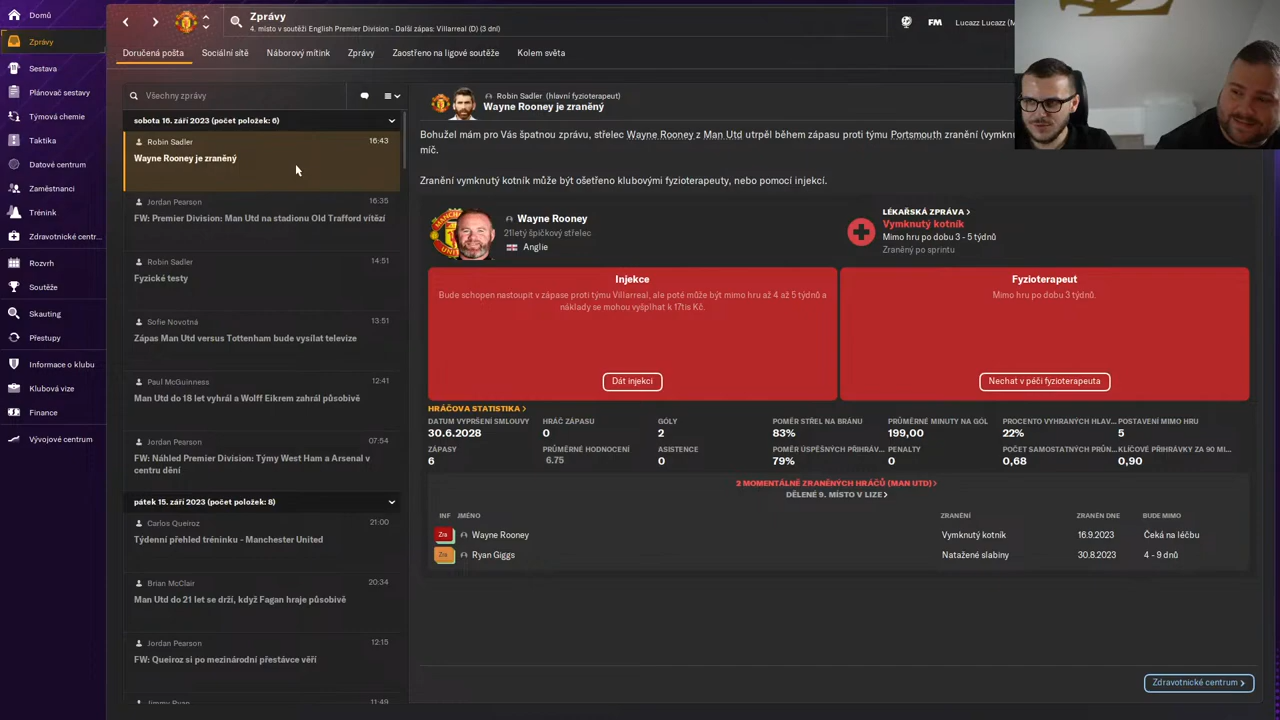 Domů
Zprávy
Sestava
Plánovač sestavy
Týmová chemie
Taktika
Datové centrum
Zaměstnanci
Trénink
Zdravotnické centr...
Rozvrh
Soutěže
Skauting
Přestupy
Informace o klubu
Klubová vize
Finance
Vývojové centrum
Zprávy
4. místo v soutěži English Premier Division - Další zápas: Villarreal (D) (3 dní)
FM
Lucazz Lucazz (M
Doručená pošta
Sociální sítě
Náborový mítink
Zprávy
Zaostřeno na ligové soutěže
Kolem světa
Všechny zprávy
sobota 16. září 2023 (počet položek: 6)
Robin Sadler 16:43
Wayne Rooney je zraněný
Jordan Pearson 16:35
FW: Premier Division: Man Utd na stadionu Old Trafford vítězí
Robin Sadler 14:51
Fyzické testy
Sofie Novotná 13:51
Zápas Man Utd versus Tottenham bude vysílat televize
Paul McGuinness 12:41
Man Utd do 18 let vyhrál a Wolff Eikrem zahrál působivě
Jordan Pearson 07:54
FW: Náhled Premier Division: Týmy West Ham a Arsenal v
centru dění
pátek 15. září 2023 (počet položek: 8)
Carlos Queiroz 21:00
Týdenní přehled tréninku - Manchester United
Brian McClair 20:34
Man Utd do 21 let se drží, když Fagan hraje působivě
Jordan Pearson 12:15
FW: Queiroz si po mezinárodní přestávce věří
Jimmy Ryan 11:49
Robin Sadler (hlavní fyzioterapeut)
Wayne Rooney je zraněný
Bohužel mám pro Vás špatnou zprávu, střelec Wayne Rooney z Man Utd utrpěl během zápasu proti týmu Portsmouth zranění (vymkn
míč.
Zranění vymknutý kotník může být ošetřeno klubovými fyzioterapeuty, nebo pomocí injekcí.
Wayne Rooney
21letý špičkový střelec
Anglie
LÉKAŘSKÁ ZPRÁVA
Vymknutý kotník
Mimo hru po dobu 3 - 5 týdnů
Zraněný po sprintu
Injekce
Bude schopen nastoupit v zápase proti týmu Villarreal, ale poté může být mimo hru až 4 až 5 týdnů a
náklady se mohou vyšplhat k 17tis Kč.
Dát injekci
Fyzioterapeut
Mimo hru po dobu 3 týdnů.
Nechat v péči fyzioterapeuta
HRÁČOVA STATISTIKA
DATUM VYPRŠENÍ SMLOUVY HRÁČ ZÁPASU GÓLY POMĚR STŘEL NA BRÁNU PRŮMĚRNÉ MINUTY NA GÓL PROCENTO VYHRANÝCH HLAV... POSTAVENÍ MIMO HRU
30.6.2028 0 2 83% 199,00 22% 5
ZÁPASY PRŮMĚRNÉ HODNOCENÍ ASISTENCE POMĚR ÚSPĚŠNÝCH PŘIHRÁV... PENALTY POČET SAMOSTATNÝCH PRŮN... KLÍČOVÉ PŘIHRÁVKY ZA 90 MI...
6 6.75 0 79% 0 0,68 0,90
2 MOMENTÁLNĚ ZRANĚNÝCH HRÁČŮ (MAN UTD)
DĚLENÉ 9. MÍSTO V LIZE
INF JMÉNO ZRANĚNÍ ZRANĚN DNE BUDE MIMO
Zra Wayne Rooney Vymknutý kotník 16.9.2023 Čeká na léčbu
Zra Ryan Giggs Natažené slabiny 30.8.2023 4 - 9 dnů
Zdravotnické centrum